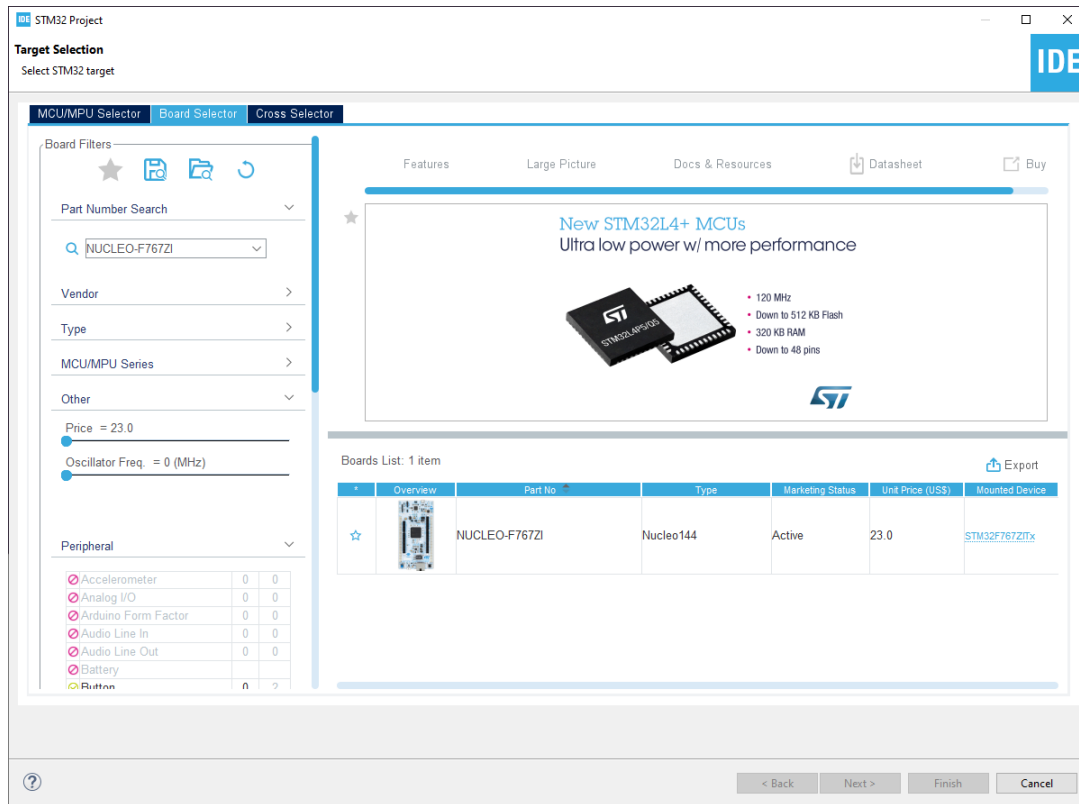 IDE STM32 Project
Target Selection
Select STM32 target
IDE
MCU/MPU Selector Board Selector Cross Selector
Board Filters
Part Number Search
NUCLEO-F767ZI
Vendor
Type
MCU/MPU Series
Other
Price = 23.0
Oscillator Freq. = 0 (MHz)
Peripheral
Accelerometer 0 0
Analog I/O 0 0
Arduino Form Factor 0 0
Audio Line In 0 0
Audio Line Out 0 0
Battery
Button 0 2
Features Large Picture Docs & Resources Datasheet Buy
New STM32L4+ MCUs
Ultra low power w/ more performance
STM32L4P5/Q5
• 120 MHz
• Down to 512 KB Flash
• 320 KB RAM
• Down to 48 pins
ST
Boards List: 1 item
Export
* Overview Part No Type Marketing Status Unit Price (US$) Mounted Device
NUCLEO-F767ZI Nucleo144 Active 23.0 STM32F767ZITx
? < Back Next > Finish Cancel